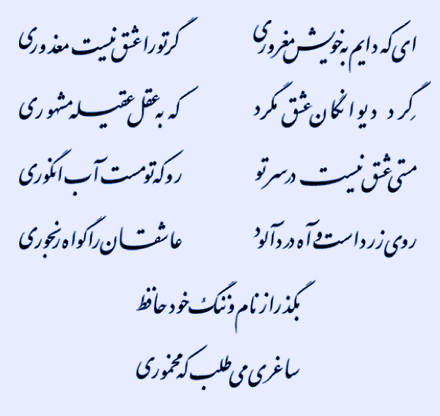 ای که دایم به خویش مغروری گر تو را عشق نیست معذوری
گرد دیوانگان عشق مگرد که به عقل عقیله مشهوری
مستی عشق نیست در سر تو رو که تو مست آب انگوری
روی زرد است و آه دردآلود عاشقان را گواه رنجوری
بگذر از نام و ننگ خود حافظ
ساغر می طلب که مخموری